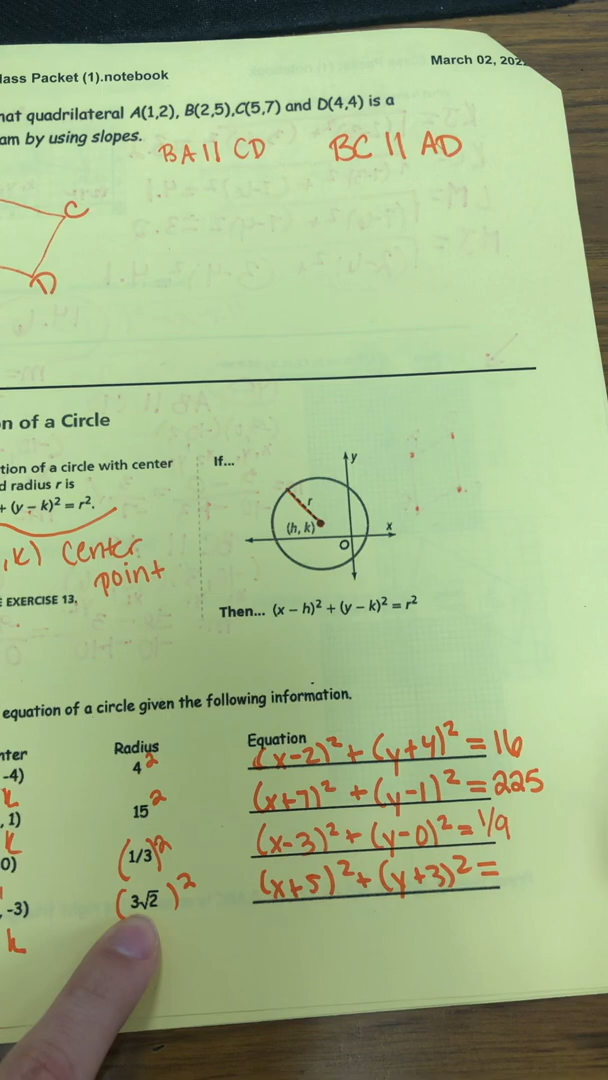 lass Packet (1).notebook
March 02, 202
hat quadrilateral A(1,2), B(2,5),C(5,7) and D(4,4) is a
am by using slopes.
BA || CD
BC || AD
C
D
n of a Circle
tion of a circle with center
d radius r is
+ (y – k)² = r².
,k) center
point
EXERCISE 13.
If...
y
r
(h, k)
x
O
Then... (x – h)² + (y – k)² = r²
equation of a circle given the following information.
nter Radius Equation
-4) 4² (x-2)² + (y+4)² = 16
k
, 1) 15² (x+7)² + (y-1)² = 225
k
0) (1/3)² (x-3)² + (y-0)² = 1/9
, -3) (3√2)² (x+5)² + (y+3)² =
k